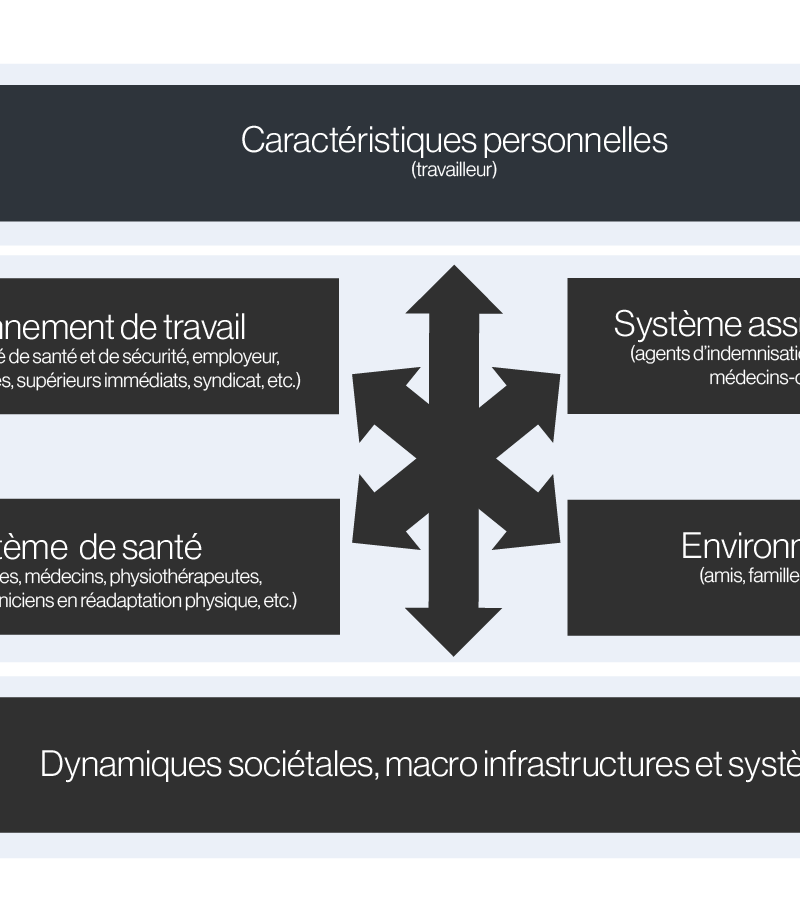 Caractéristiques personnelles
(travailleur)
nnement de travail
é de santé et de sécurité, employeur,
es, supérieurs immédiats, syndicat, etc.)
Système ass
(agents d'indemnisati
médecins-c
tème de santé
es, médecins, physiothérapeutes,
niciens en réadaptation physique, etc.)
Environn
(amis, famille
Dynamiques sociétales, macro infrastructures et systè